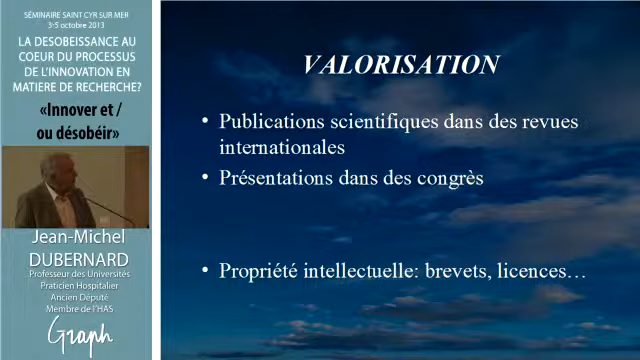 SÉMINAIRE SAINT CYR SUR MER
3-5 octobre 2013
LA DESOBEISSANCE AU
COEUR DU PROCESSUS
DE L'INNOVATION EN
MATIERE DE RECHERCHE?
«Innover et /
ou désobéir»
Jean-Michel
DUBERNARD
Professeur des Universités
Praticien Hospitalier
Ancien Député
Membre de l'HAS
Graph
VALORISATION
• Publications scientifiques dans des revues
internationales
• Présentations dans des congrès
• Propriété intellectuelle: brevets, licences…